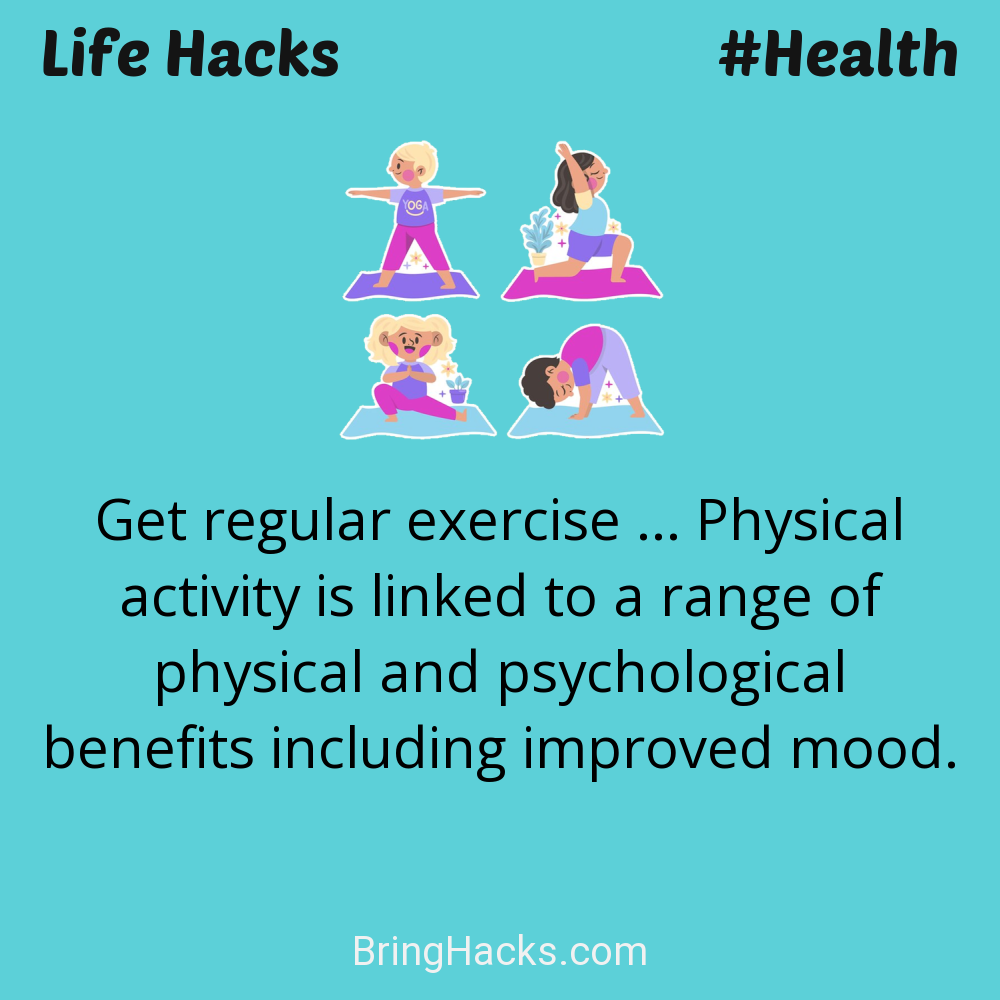 Life Hacks
#Health
YOGA
Get regular exercise ... Physical
activity is linked to a range of
physical and psychological
benefits including improved mood.
BringHacks.com